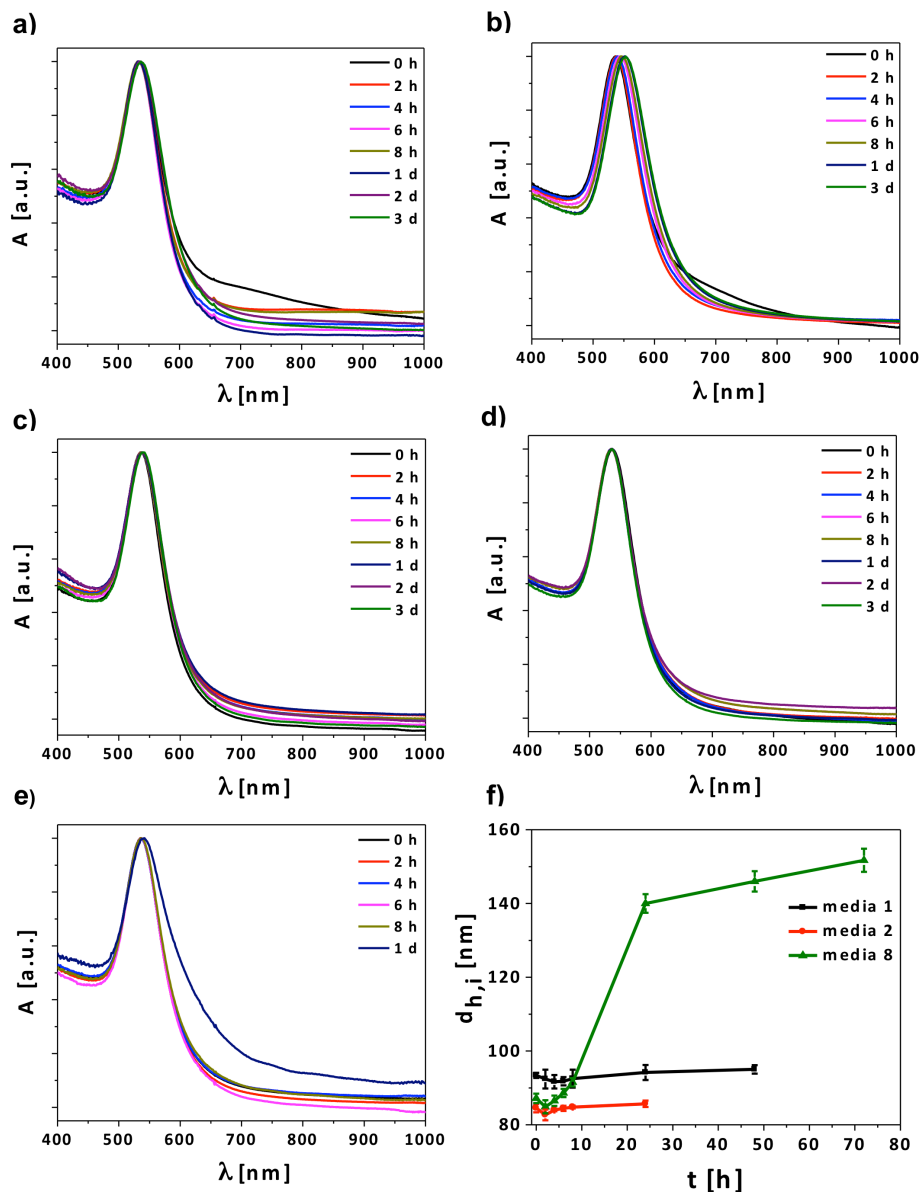 a)
0 h
2 h
4 h
6 h
8 h
1 d
2 d
3 d
A [a.u.]
400 500 600 700 800 900 1000
λ [nm]
b)
0 h
2 h
4 h
6 h
8 h
1 d
3 d
A [a.u.]
400 500 600 700 800 900 1000
λ [nm]
c)
0 h
2 h
4 h
6 h
8 h
1 d
2 d
3 d
A [a.u.]
400 500 600 700 800 900 1000
λ [nm]
d)
0 h
2 h
4 h
6 h
8 h
1 d
2 d
3 d
A [a.u.]
400 500 600 700 800 900 1000
λ [nm]
e)
0 h
2 h
4 h
6 h
8 h
1 d
A [a.u.]
400 500 600 700 800 900 1000
λ [nm]
f)
160
140
120
100
80
d h,i [nm]
media 1
media 2
media 8
0 10 20 30 40 50 60 70 80
t [h]